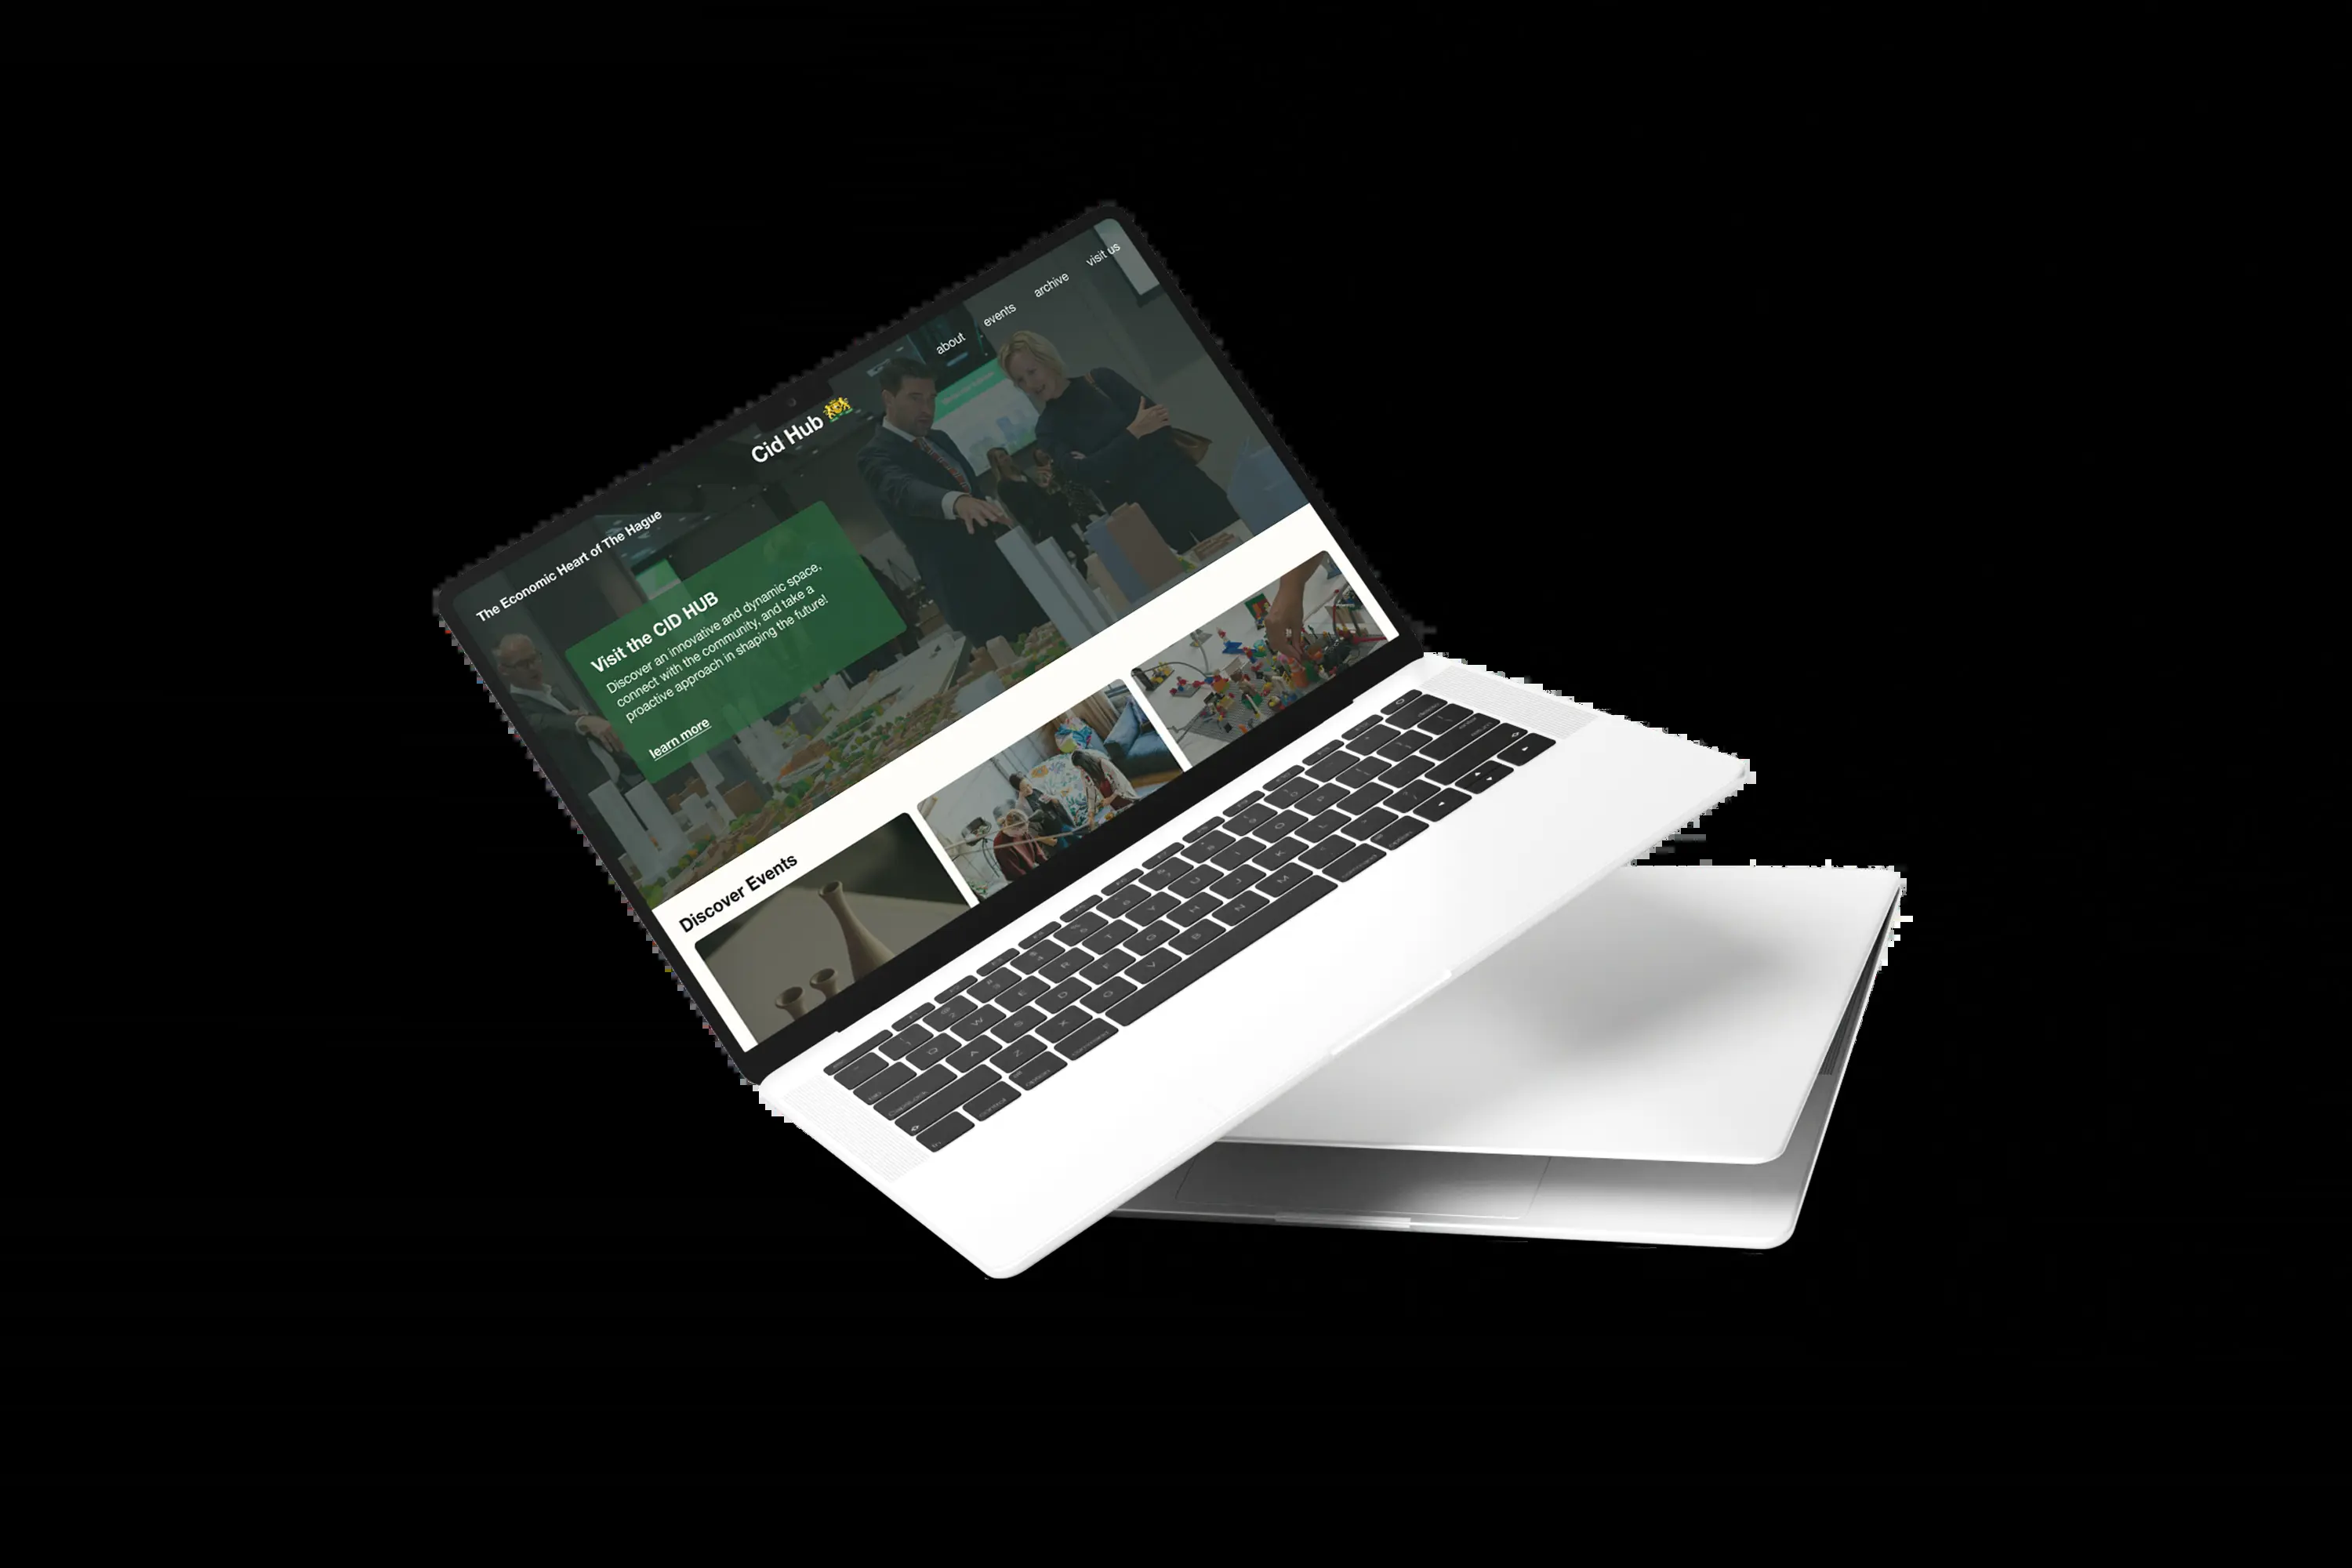 The Economic Heart of The Hague
Cid Hub
about
events
archive
visit us
Visit the CID HUB
Discover an innovative and dynamic space,
connect with the community, and take a
proactive approach in shaping the future!
learn more
Discover Events